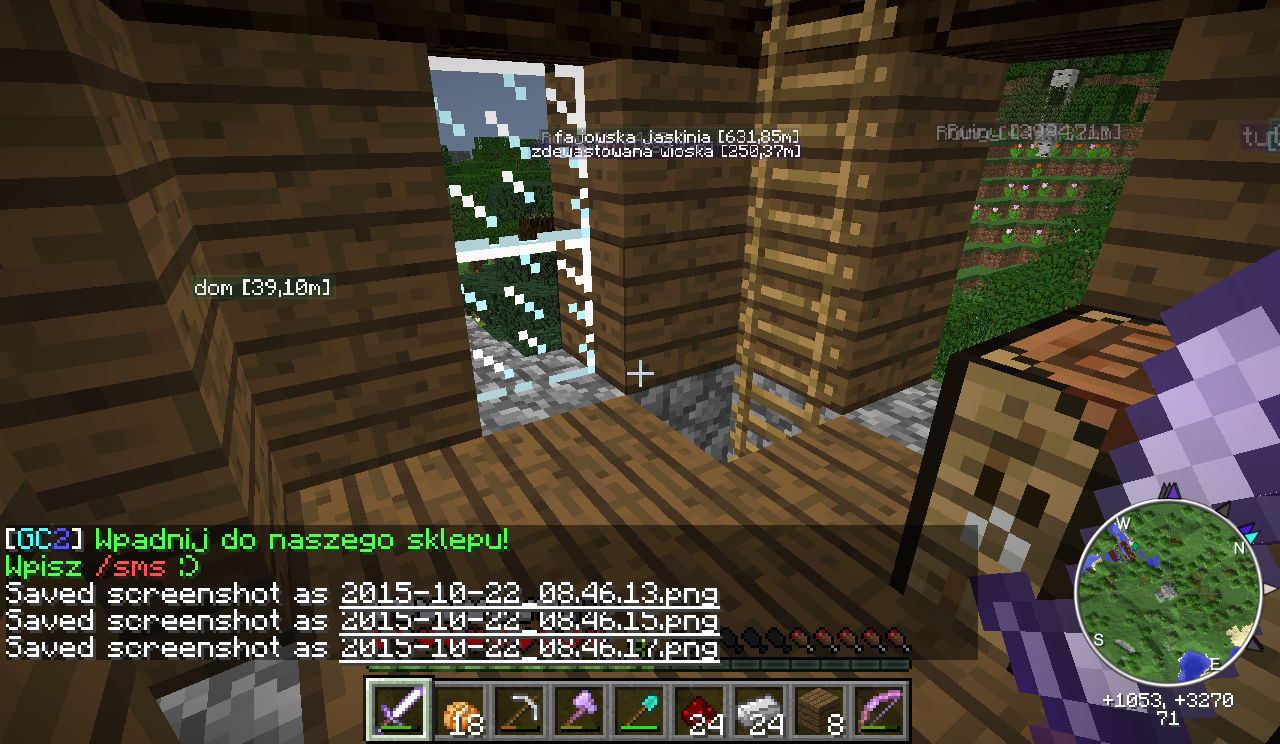 fajowska jaskinia [631,85m]
zdewastowana wioska [250,37m]
dom [39,10m]
[GC2] Wpadnij do naszego sklepu!
Wpisz /sms :)
Saved screenshot as 2015-10-22_08.46.13.png
Saved screenshot as 2015-10-22_08.46.15.png
Saved screenshot as 2015-10-22_08.46.17.png
W
N
S
E
+1053, +3270
71
18
24
24
8